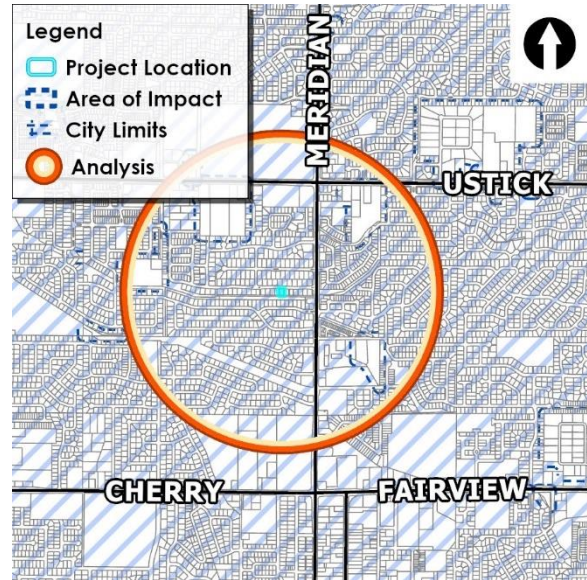 Legend
Project Location
Area of Impact
City Limits
Analysis
MERIDIAN
USTICK
CHERRY
FAIRVIEW